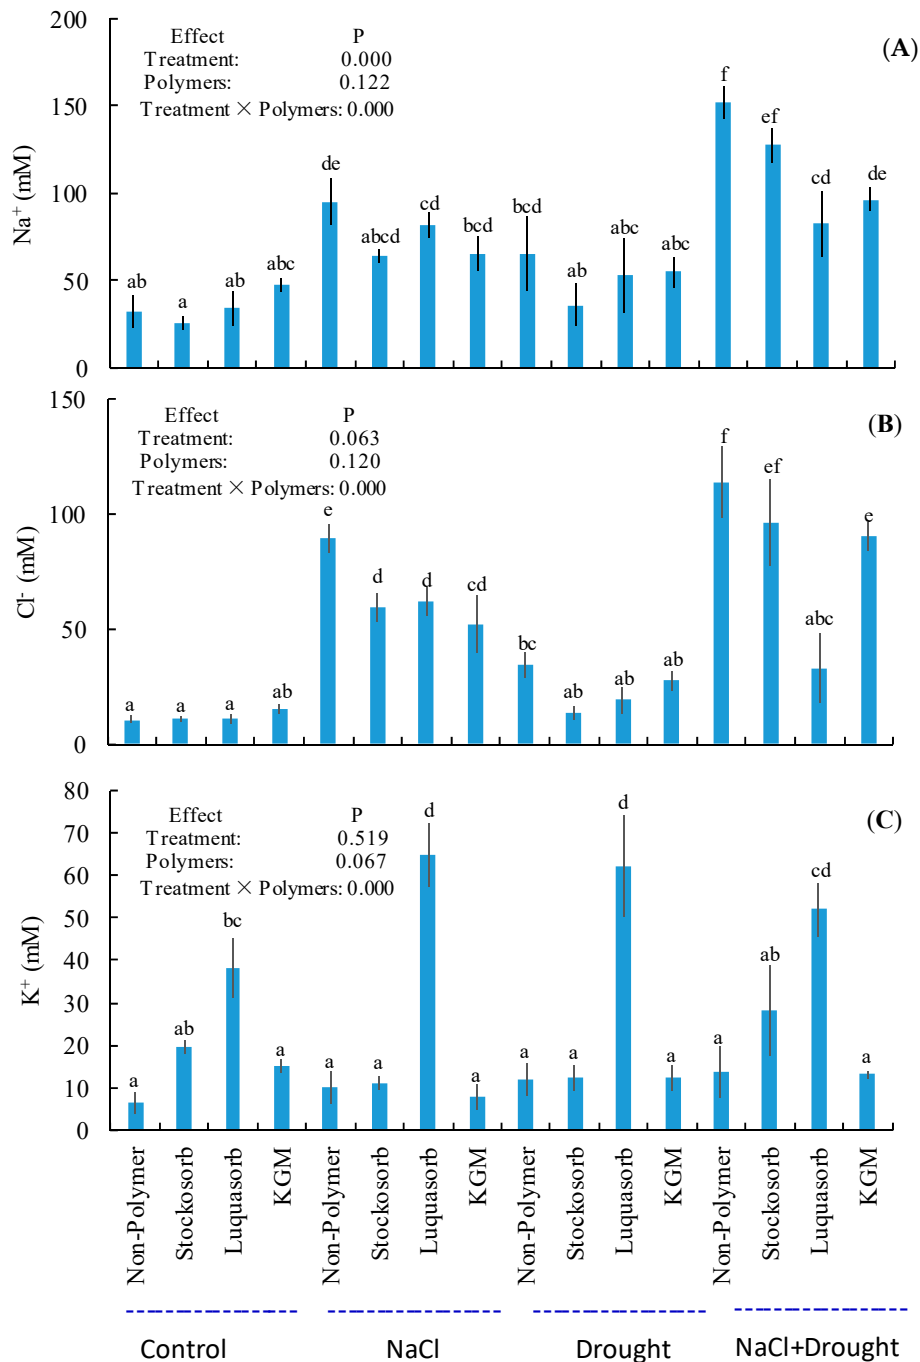 200
Effect P
(A)
Treatment: 0.000
Polymers: 0.122
Treatment × Polymers: 0.000
f
150
ef
de
cd
de
Na⁺ (mM)
100
cd
abcd
bcd
bcd
abc
abc
abc
ab
ab
ab
50
a
0
150
Effect P
(B)
Treatment: 0.063
Polymers: 0.120
Treatment × Polymers: 0.000
f
ef
e
e
100
Cl⁻ (mM)
d
d
cd
abc
50
bc
ab
ab
ab
ab
a
a
a
0
80
Effect P
(C)
Treatment: 0.519
Polymers: 0.067
Treatment × Polymers: 0.000
d
d
70
cd
60
bc
50
K⁺ (mM)
ab
40
30
ab
20
a
a
a
a
a
a
a
a
a
a
10
0
Non-Polymer
Stockosorb
Luquasorb
KGM
Non-Polymer
Stockosorb
Luquasorb
KGM
Non-Polymer
Stockosorb
Luquasorb
KGM
Non-Polymer
Stockosorb
Luquasorb
KGM
Control
NaCl
Drought
NaCl+Drought